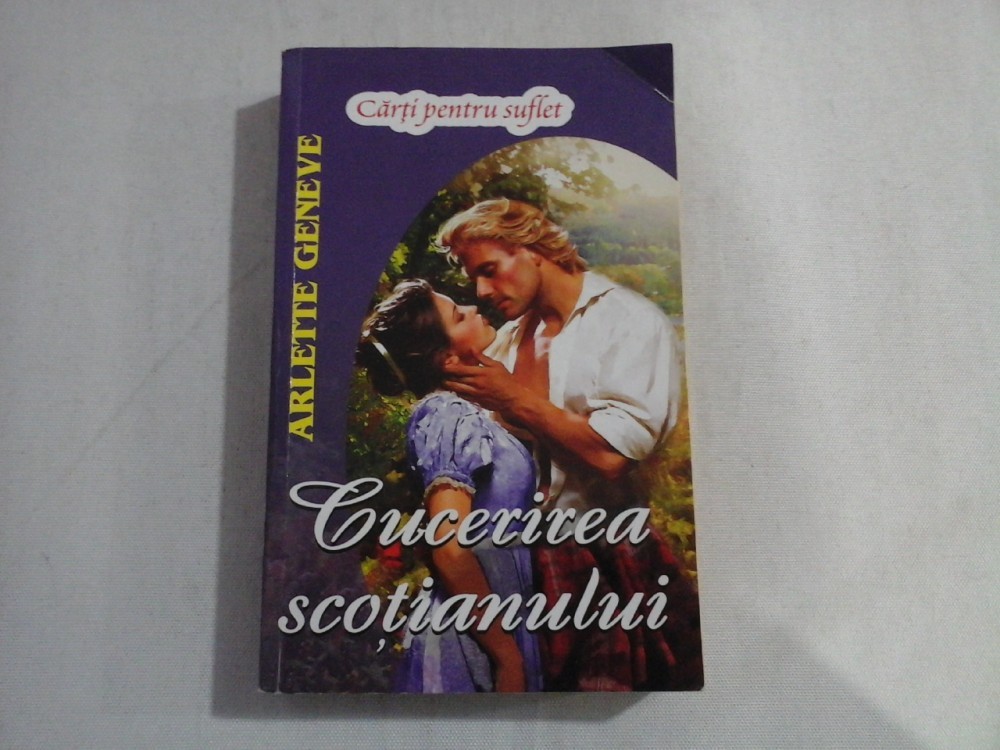 Cărți pentru suflet
ARLETTE GENEVE
Cucerirea
scoțianului